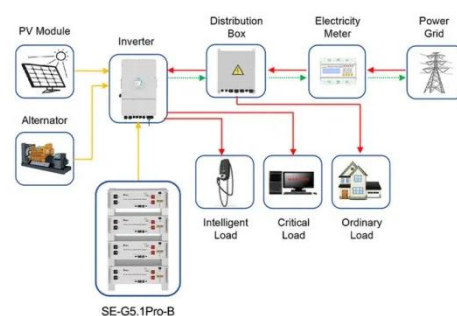 PV Module
Inverter
Distribution
Box
Electricity
Meter
Power
Grid
Alternator
Intelligent
Load
Critical
Load
Ordinary
Load
SE-G5.1Pro-B